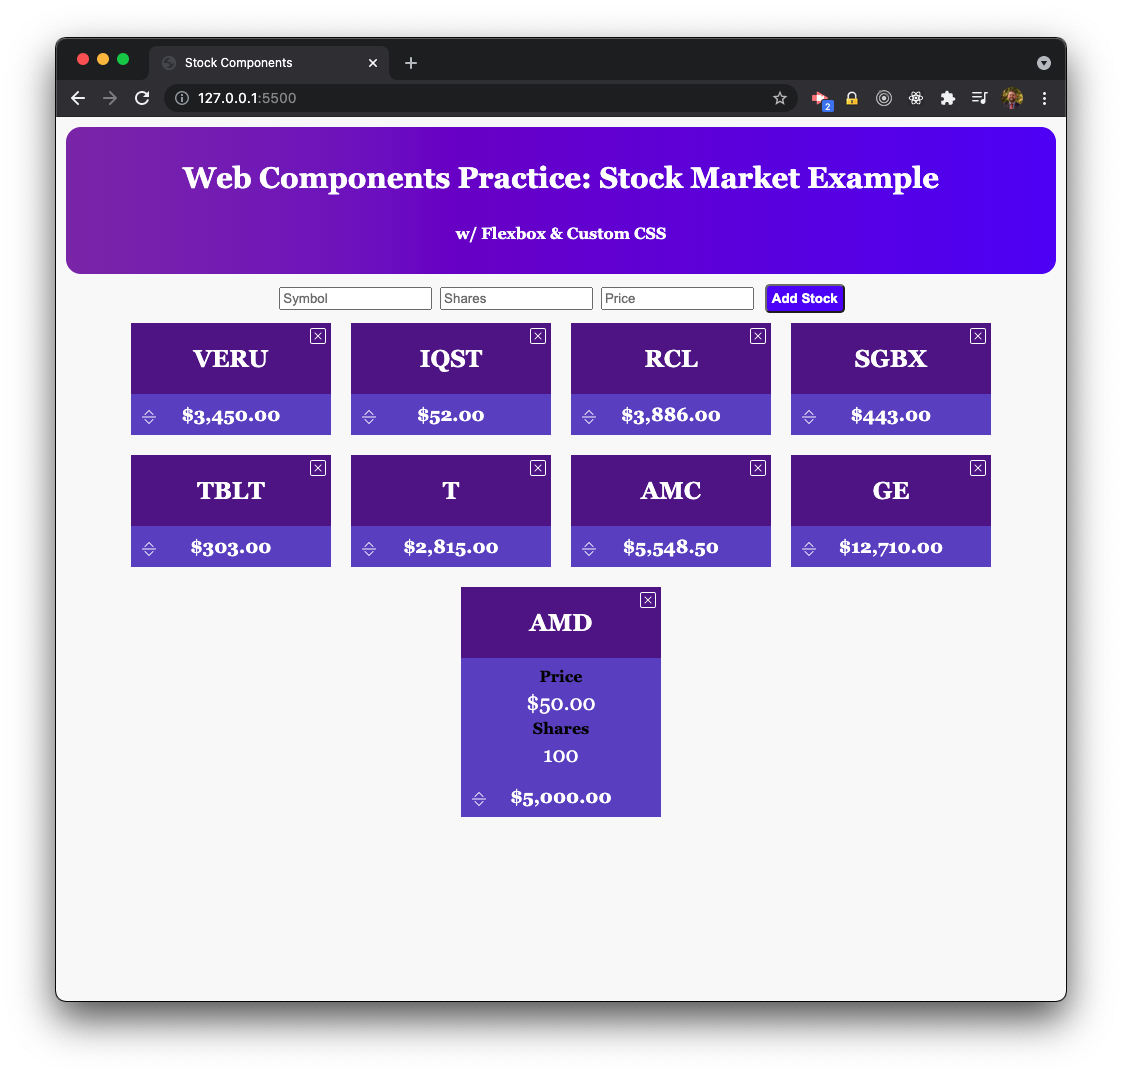 Stock Components
127.0.0.1:5500
2
Web Components Practice: Stock Market Example
w/ Flexbox & Custom CSS
Symbol Shares Price Add Stock
VERU IQST RCL SGBX
$3,450.00 $52.00 $3,886.00 $443.00
TBLT T AMC GE
$303.00 $2,815.00 $5,548.50 $12,710.00
AMD
Price
$50.00
Shares
100
$5,000.00